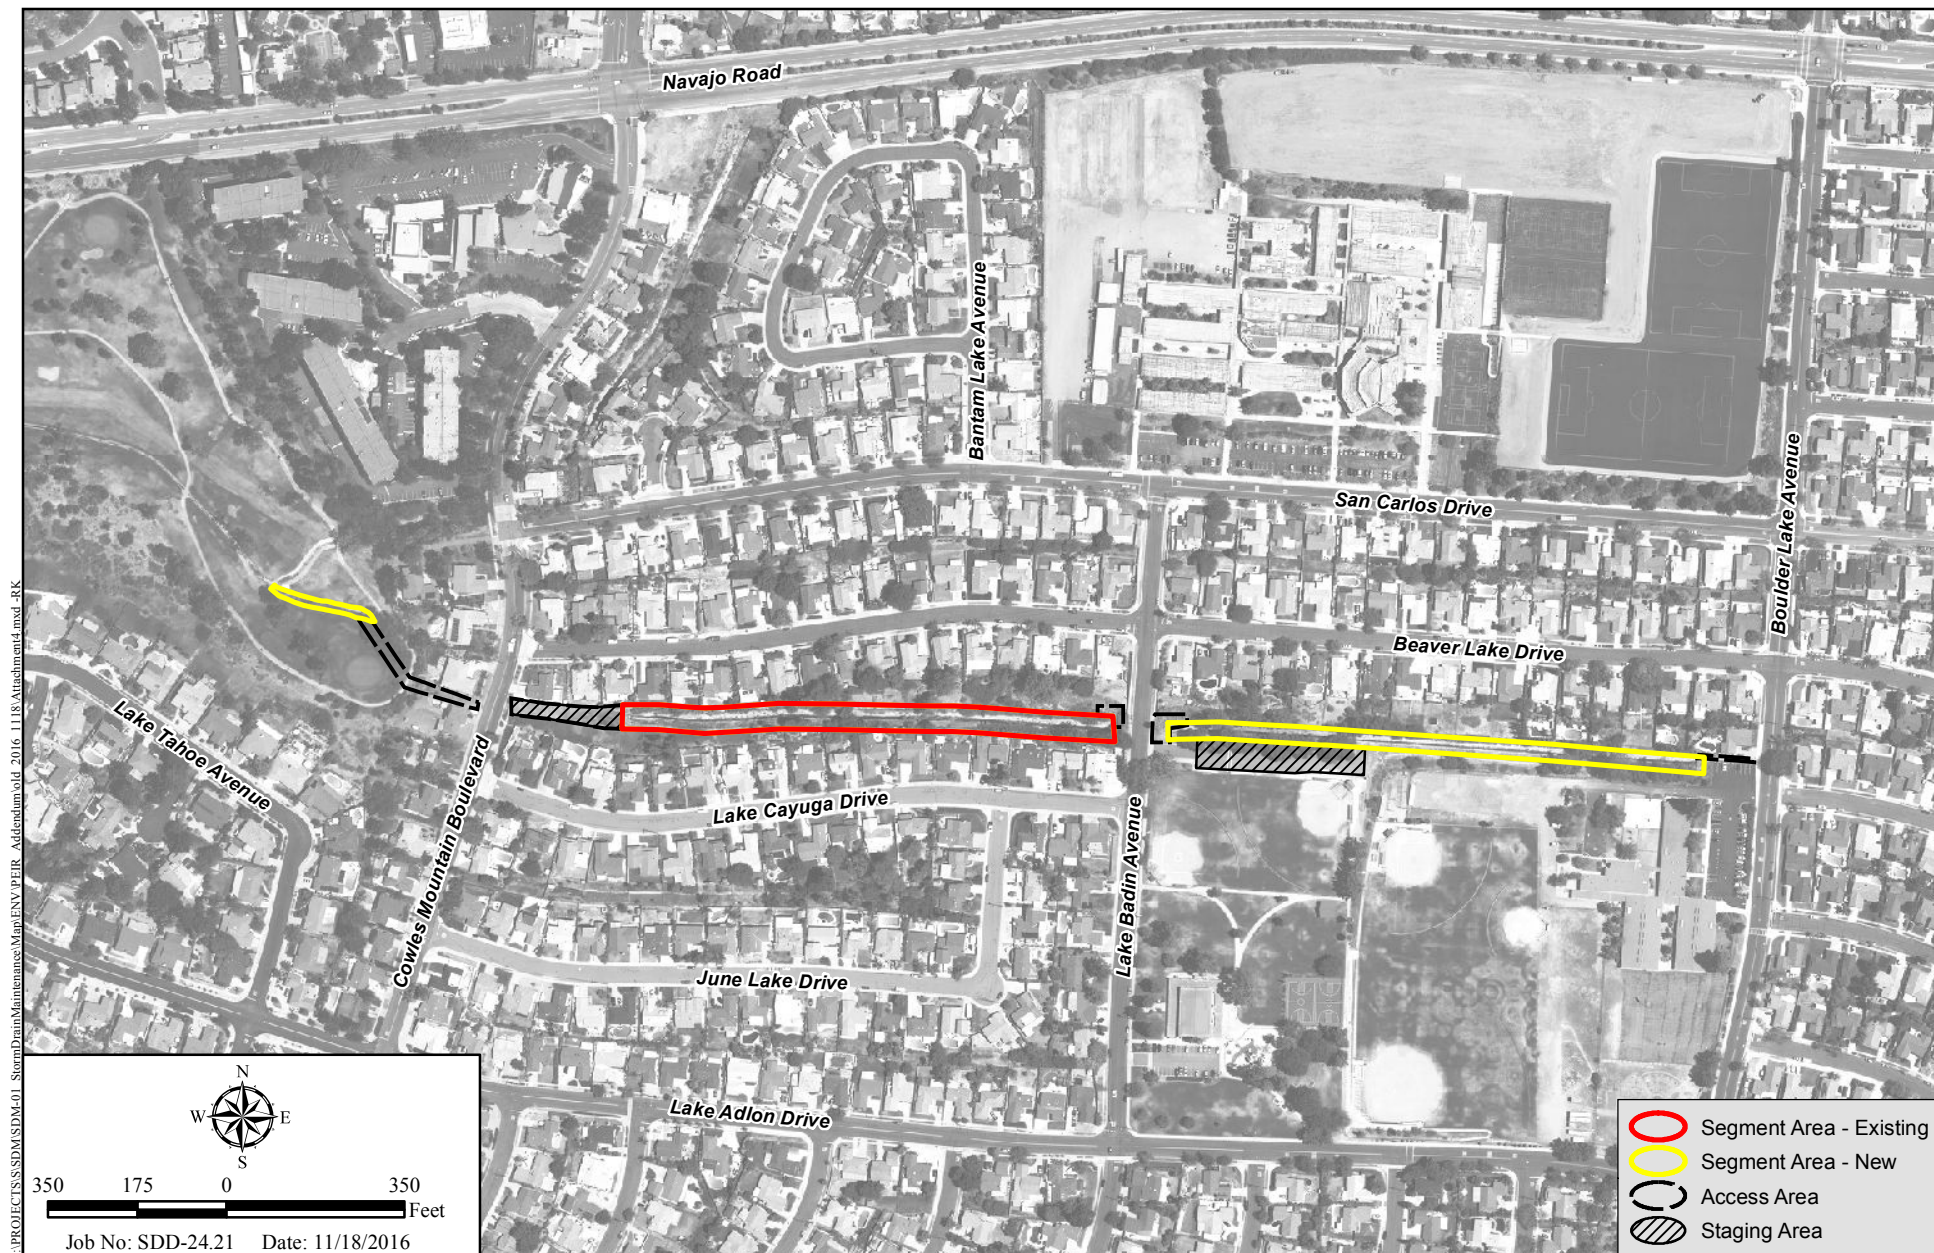 Navajo Road
Bantam Lake Avenue
San Carlos Drive
Boulder Lake Avenue
Beaver Lake Drive
Lake Tahoe Avenue
Cowles Mountain Boulevard
Lake Cayuga Drive
Lake Badin Avenue
June Lake Drive
Lake Adlon Drive
N
W E
S
350 175 0 350
Feet
Job No: SDD-24.21 Date: 11/18/2016
Segment Area - Existing
Segment Area - New
Access Area
Staging Area